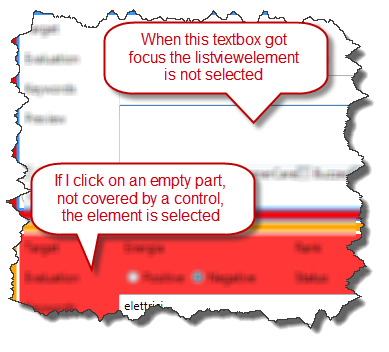 When this textbox got
focus the listviewelement
is not selected
If I click on an empty part,
not covered by a control,
the element is selected
Target
Evaluation
Keywords
Preview
Target
Energia
Rank
Evaluation
Positive
Negative
Status
elettrici